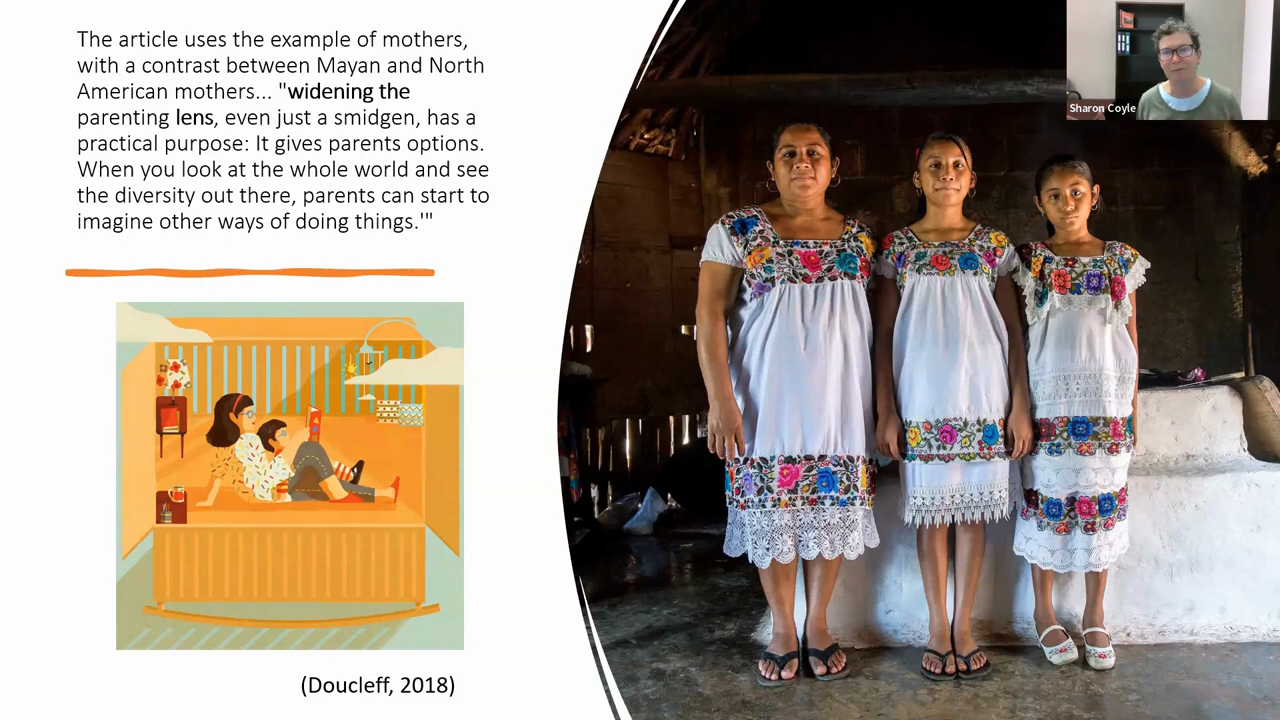 The article uses the example of mothers,
with a contrast between Mayan and North
American mothers... "widening the
parenting lens, even just a smidgen, has a
practical purpose: It gives parents options.
When you look at the whole world and see
the diversity out there, parents can start to
imagine other ways of doing things.'"
(Doucleff, 2018)
Sharon Coyle